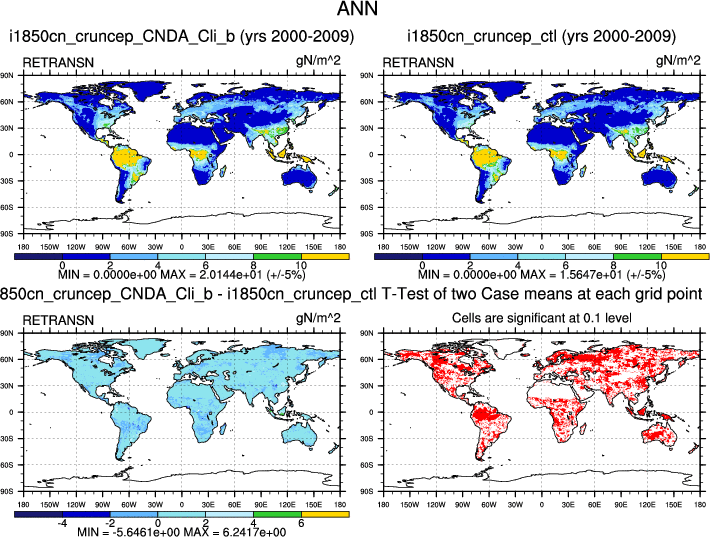 ANN
i1850cn_cruncep_CNDA_Cli_b (yrs 2000-2009)
i1850cn_cruncep_ctl (yrs 2000-2009)
RETRANSN gN/m^2
RETRANSN gN/m^2
90N
60N
30N
0
30S
60S
90S
180 150W 120W 90W 60W 30W 0 30E 60E 90E 120E 150E 180
0 2 4 6 8 10
MIN = 0.0000e+00 MAX = 2.0144e+01 (+/-5%)
90N
60N
30N
0
30S
60S
90S
180 150W 120W 90W 60W 30W 0 30E 60E 90E 120E 150E 180
0 2 4 6 8 10
MIN = 0.0000e+00 MAX = 1.5647e+01 (+/-5%)
850cn_cruncep_CNDA_Cli_b - i1850cn_cruncep_ctl
T-Test of two Case means at each grid point
RETRANSN gN/m^2
Cells are significant at 0.1 level
90N
60N
30N
0
30S
60S
90S
180 150W 120W 90W 60W 30W 0 30E 60E 90E 120E 150E 180
-4 -2 0 2 4 6
MIN = -5.6461e+00 MAX = 6.2417e+00
90N
60N
30N
0
30S
60S
90S
180 150W 120W 90W 60W 30W 0 30E 60E 90E 120E 150E 180